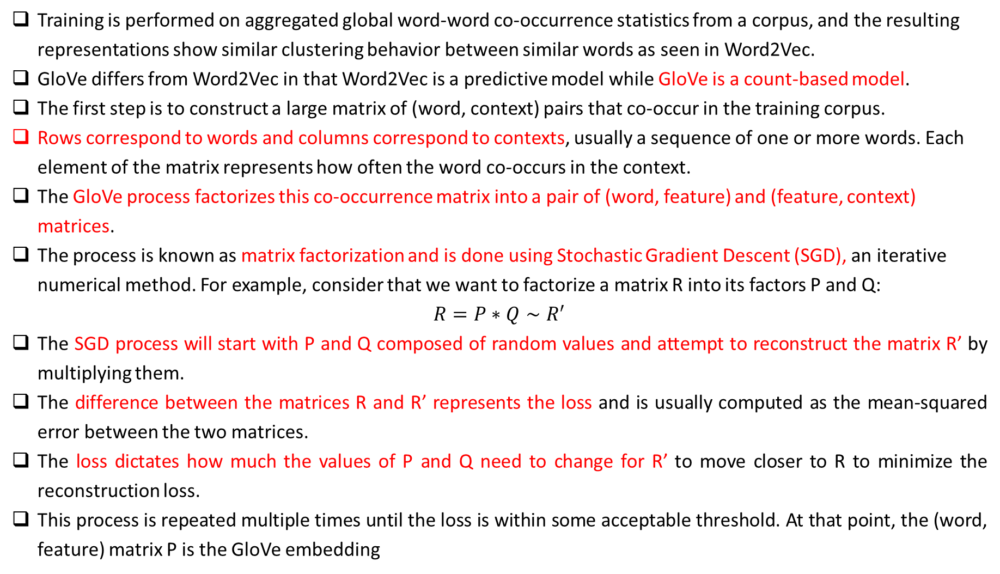 ❑ Training is performed on aggregated global word-word co-occurrence statistics from a corpus, and the resulting
representations show similar clustering behavior between similar words as seen in Word2Vec.
❑ GloVe differs from Word2Vec in that Word2Vec is a predictive model while GloVe is a count-based model.
❑ The first step is to construct a large matrix of (word, context) pairs that co-occur in the training corpus.
❑ Rows correspond to words and columns correspond to contexts, usually a sequence of one or more words. Each
element of the matrix represents how often the word co-occurs in the context.
❑ The GloVe process factorizes this co-occurrence matrix into a pair of (word, feature) and (feature, context)
matrices.
❑ The process is known as matrix factorization and is done using Stochastic Gradient Descent (SGD), an iterative
numerical method. For example, consider that we want to factorize a matrix R into its factors P and Q:
R = P ∗ Q ~ R′
❑ The SGD process will start with P and Q composed of random values and attempt to reconstruct the matrix R’ by
multiplying them.
❑ The difference between the matrices R and R’ represents the loss and is usually computed as the mean-squared
error between the two matrices.
❑ The loss dictates how much the values of P and Q need to change for R’ to move closer to R to minimize the
reconstruction loss.
❑ This process is repeated multiple times until the loss is within some acceptable threshold. At that point, the (word,
feature) matrix P is the GloVe embedding